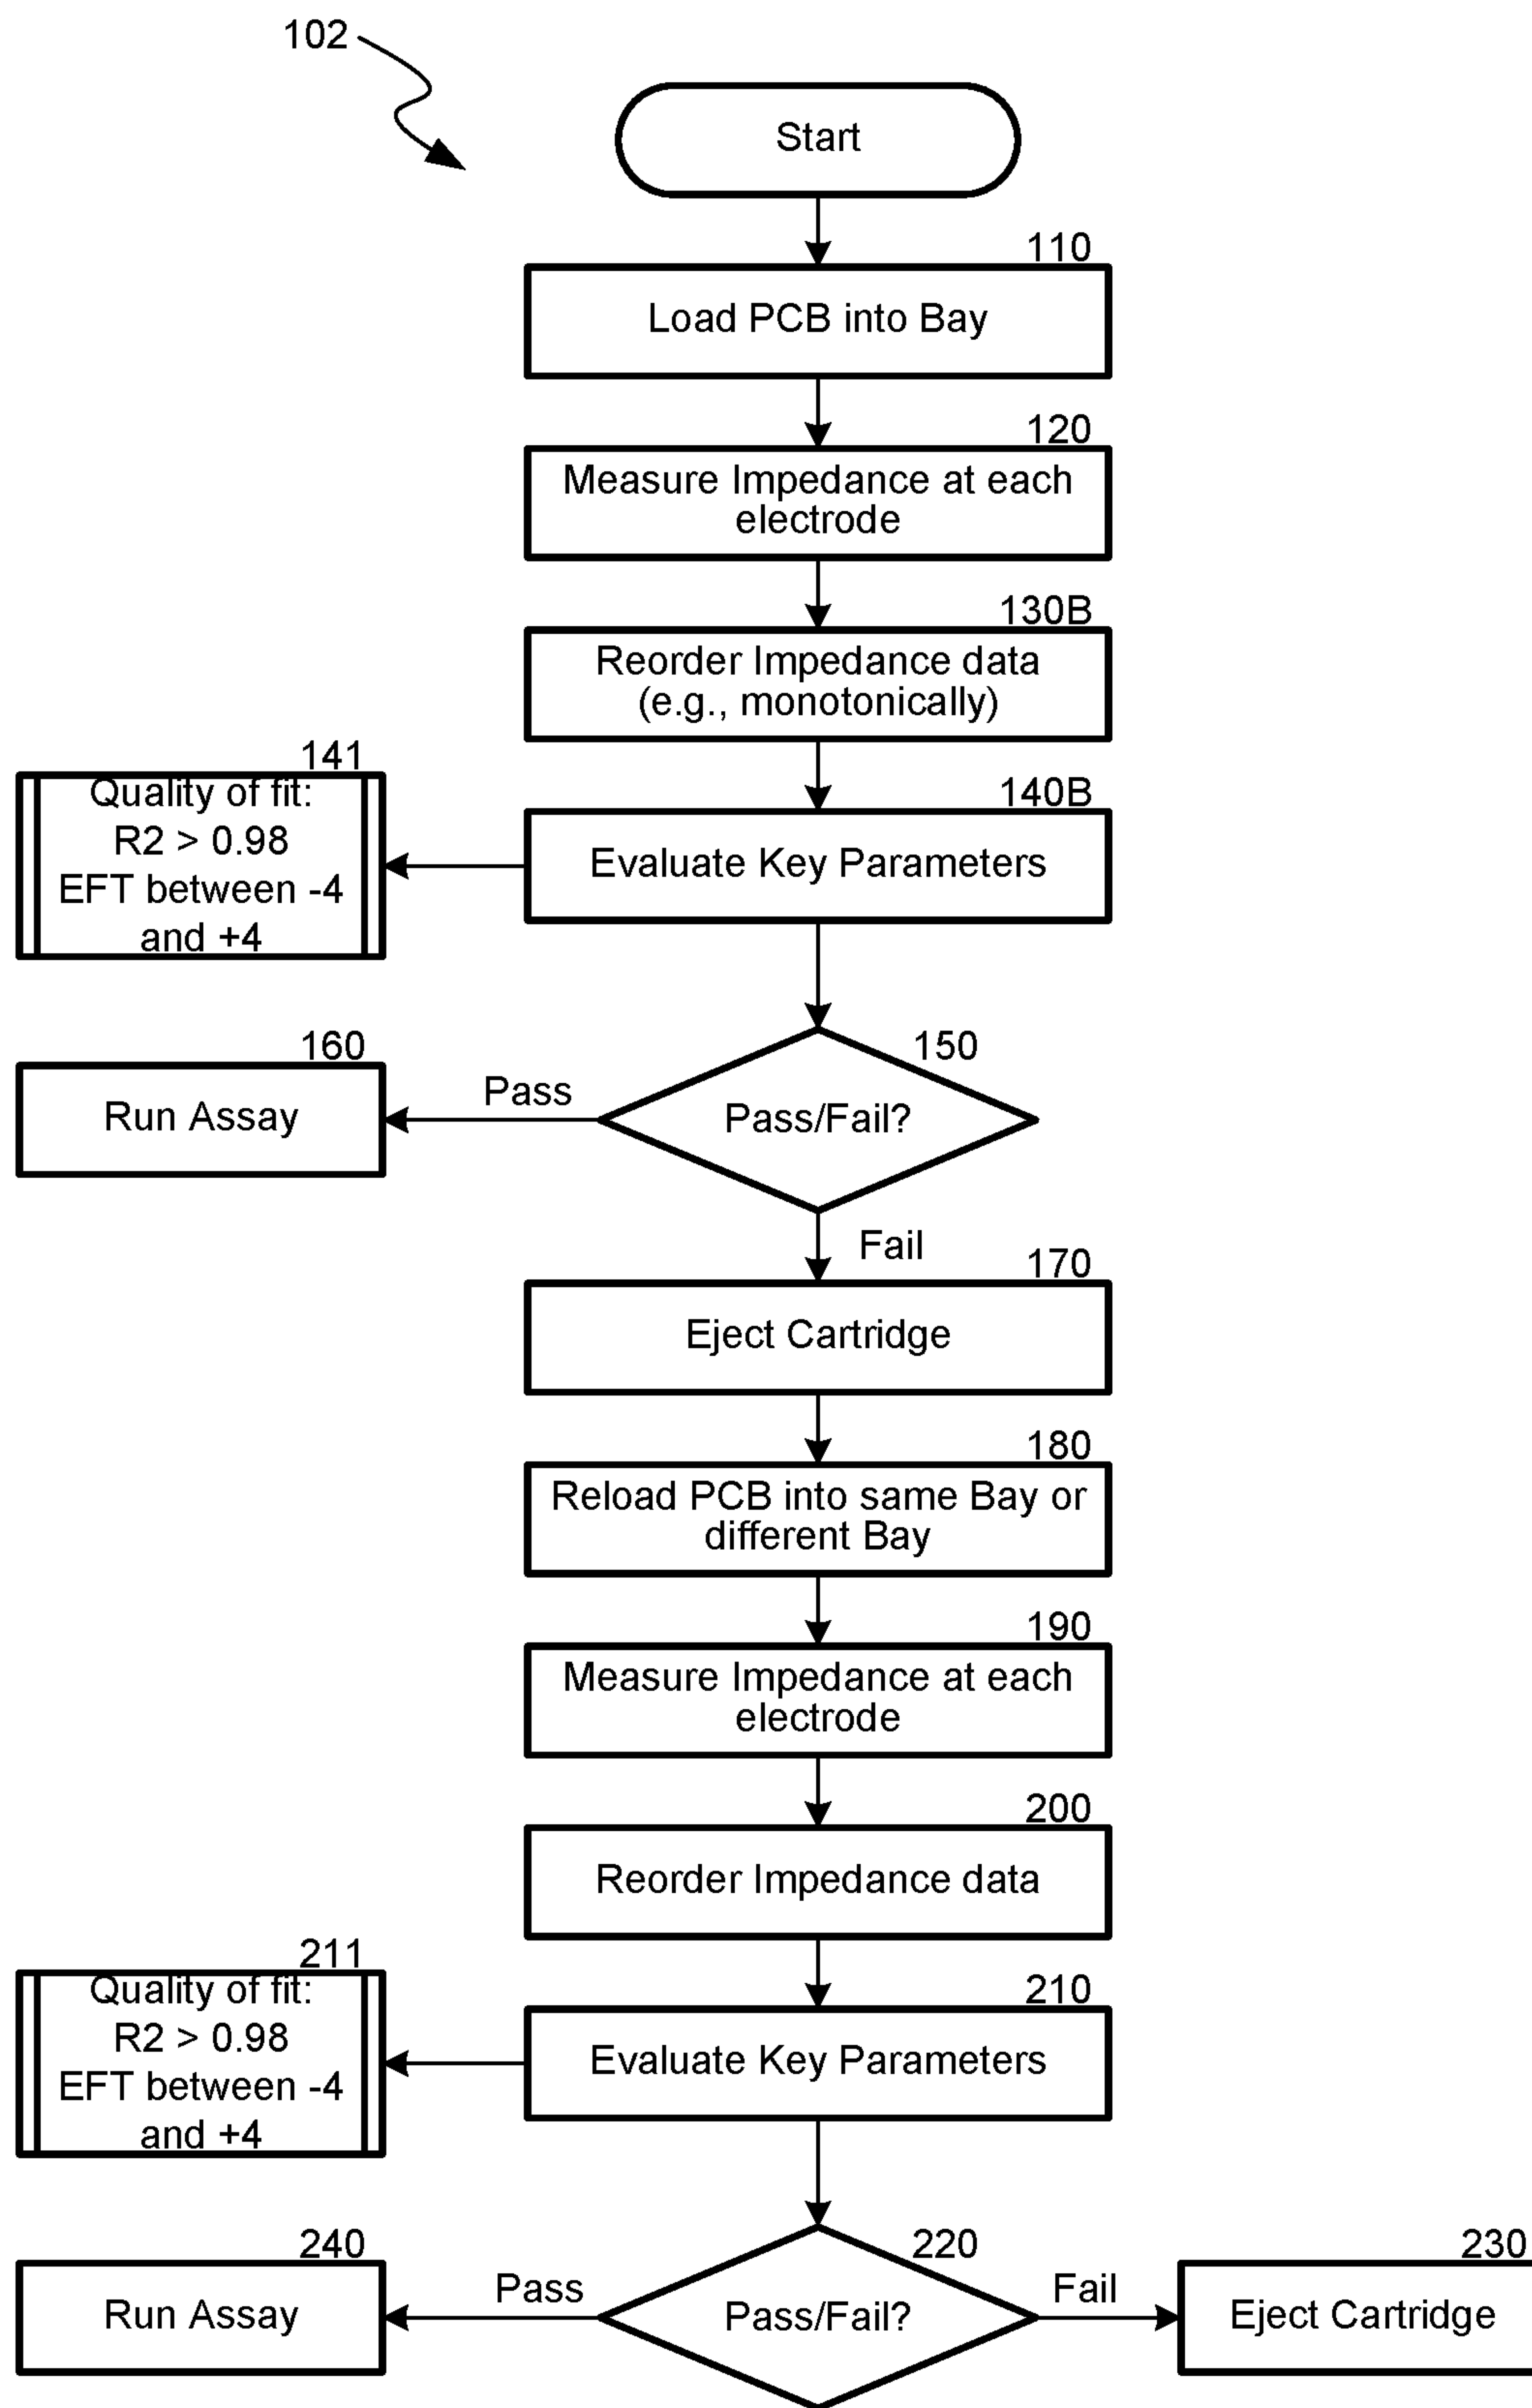 102
Start
110
Load PCB into Bay
120
Measure Impedance at each
electrode
130B
Reorder Impedance data
(e.g., monotonically)
141
Quality of fit:
R2 > 0.98
EFT between -4
and +4
140B
Evaluate Key Parameters
160
Run Assay
Pass
150
Pass/Fail?
Fail
170
Eject Cartridge
180
Reload PCB into same Bay or
different Bay
190
Measure Impedance at each
electrode
200
Reorder Impedance data
211
Quality of fit:
R2 > 0.98
EFT between -4
and +4
210
Evaluate Key Parameters
240
Run Assay
Pass
220
Pass/Fail?
Fail
230
Eject Cartridge